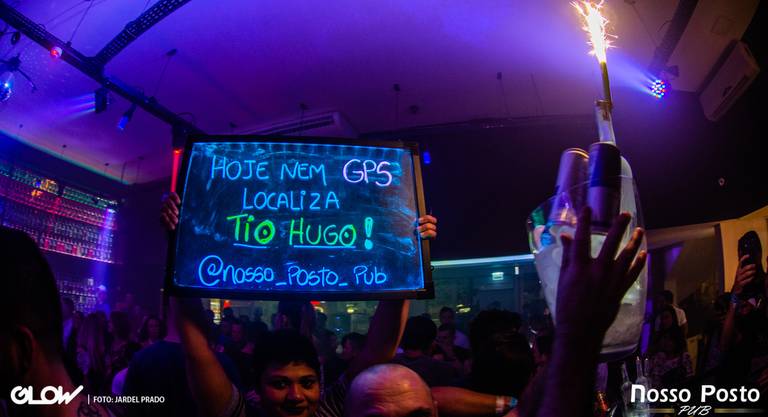 HOJE NEM GPS
LOCALIZA
TIO HUGO!
@nosso_Posto_Pub
GLOW | FOTO: JARDEL PRADO
Nosso Posto
PUB